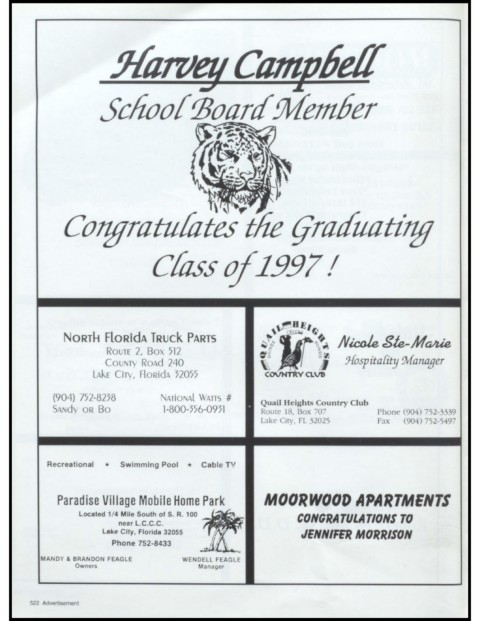 Harvey Campbell
School Board Member
Congratulates the Graduating
Class of 1997 !
North Florida Truck Parts
Route 2, Box 512
County Road 240
Lake City, Florida 32055
(904) 752-8238
Sandy or Bo
National Watts #
1-800-356-0931
QUAIL HEIGHTS
COUNTRY CLUB
Nicole Ste-Marie
Hospitality Manager
Quail Heights Country Club
Route 18, Box 707
Lake City, FL 32025
Phone (904) 752-3339
Fax (904) 752-5497
Recreational * Swimming Pool * Cable TV
Paradise Village Mobile Home Park
Located 1/4 Mile South of S. R. 100
near L.C.C.C.
Lake City, Florida 32055
Phone 752-8433
MANDY & BRANDON FEAGLE
Owners
WENDELL FEAGLE
Manager
MOORWOOD APARTMENTS
CONGRATULATIONS TO
JENNIFER MORRISON
522 Advertisement